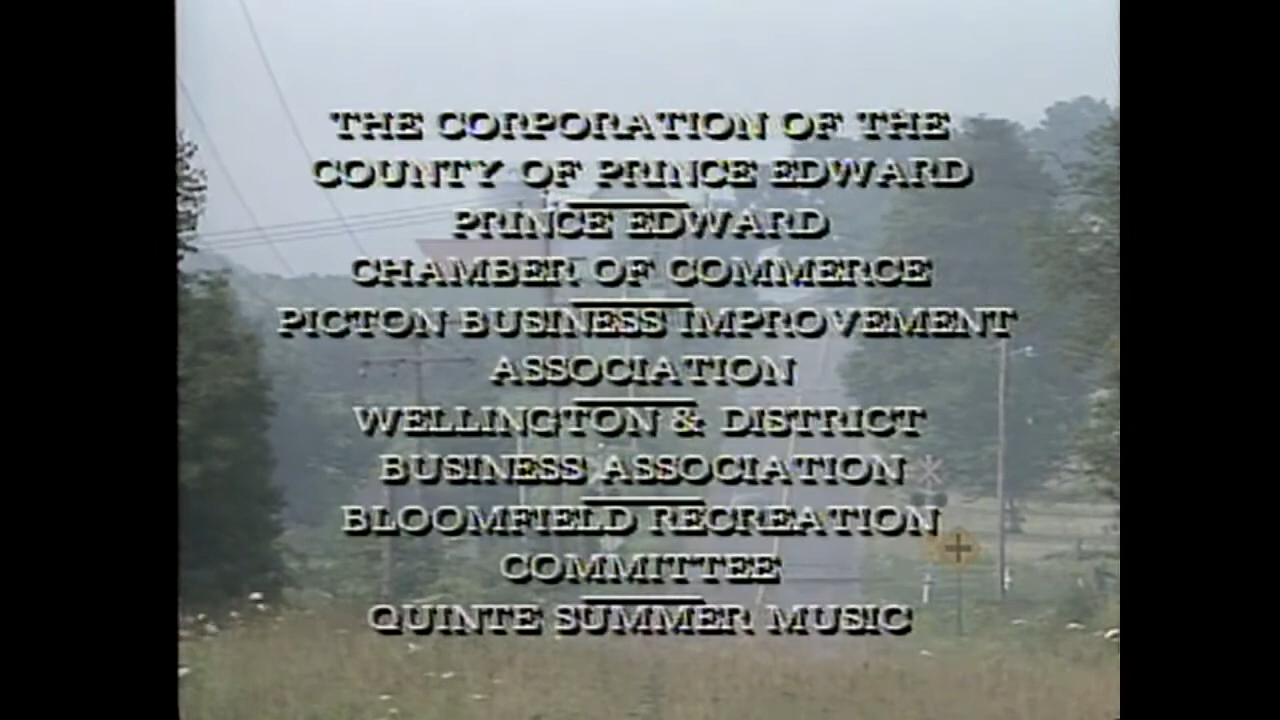 THE CORPORATION OF THE
COUNTY OF PRINCE EDWARD
PRINCE EDWARD
CHAMBER OF COMMERCE
PICTON BUSINESS IMPROVEMENT
ASSOCIATION
WELLINGTON & DISTRICT
BUSINESS ASSOCIATION
BLOOMFIELD RECREATION
COMMITTEE
QUINTE SUMMER MUSIC